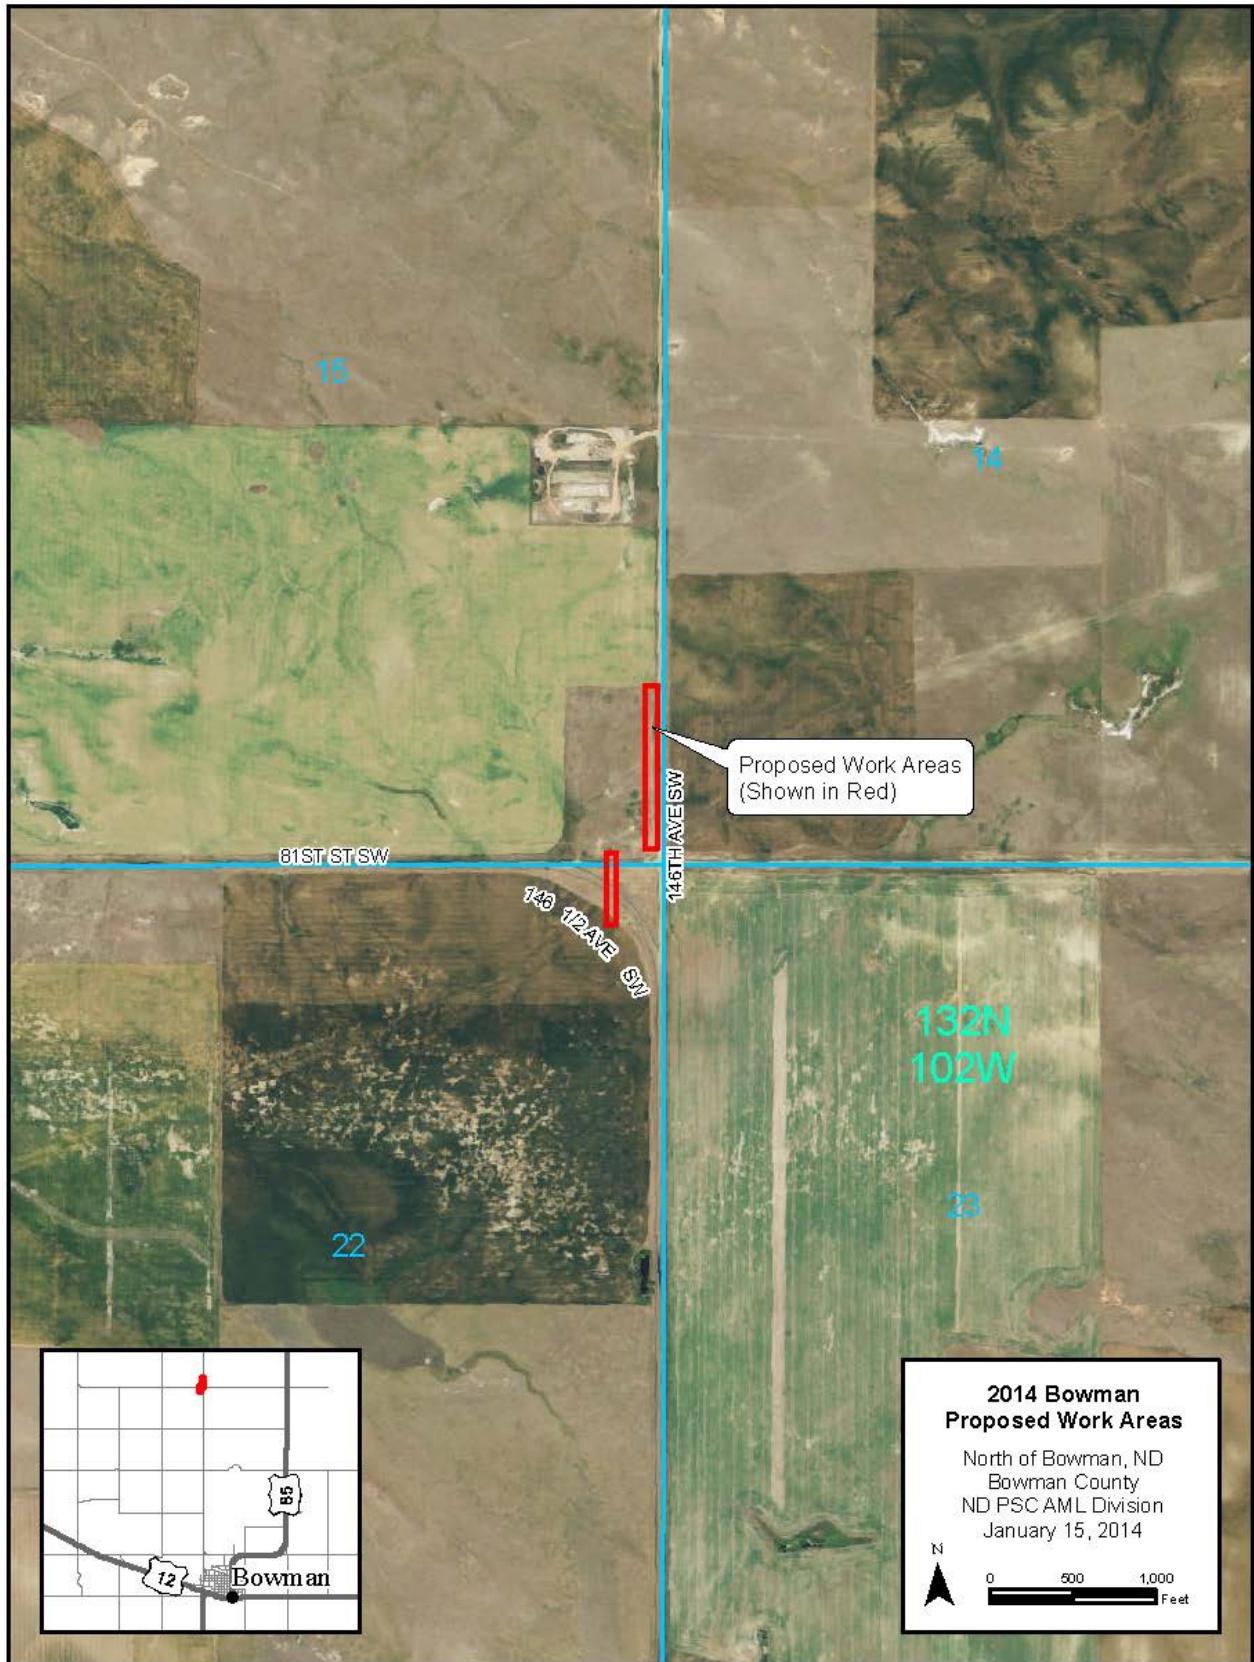 15
14
Proposed Work Areas
(Shown in Red)
146TH AVE SW
81ST ST SW
146 1/2 AVE SW
132N
102W
23
22
85
12
Bowman
2014 Bowman
Proposed Work Areas
North of Bowman, ND
Bowman County
ND PSC AML Division
January 15, 2014
N
0 500 1,000
Feet